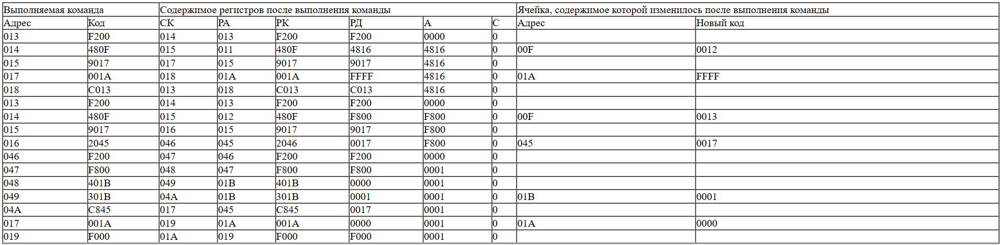 Выполняемая команда Содержимое регистров после выполнения команды Ячейка, содержимое которой изменилось после выполнения команды
Адрес Код СК РА РК РД А С Адрес Новый код
013 F200 014 013 F200 F200 0000 0
014 480F 015 011 480F 4816 4816 0 00F 0012
015 9017 017 015 9017 9017 4816 0
017 001A 018 01A 001A FFFF 4816 0 01A FFFF
018 C013 013 018 C013 C013 4816 0
013 F200 014 013 F200 F200 0000 0
014 480F 015 012 480F F800 F800 0 00F 0013
015 9017 016 015 9017 9017 F800 0
016 2045 046 045 2046 0017 F800 0 045 0017
046 F200 047 046 F200 F200 0000 0
047 F800 048 047 F800 F800 0001 0
048 401B 049 01B 401B 0000 0001 0
049 301B 04A 01B 301B 0001 0001 0 01B 0001
04A C845 017 045 C845 0017 0001 0
017 001A 019 01A 001A 0000 0001 0 01A 0000
019 F000 01A 019 F000 F000 0001 0